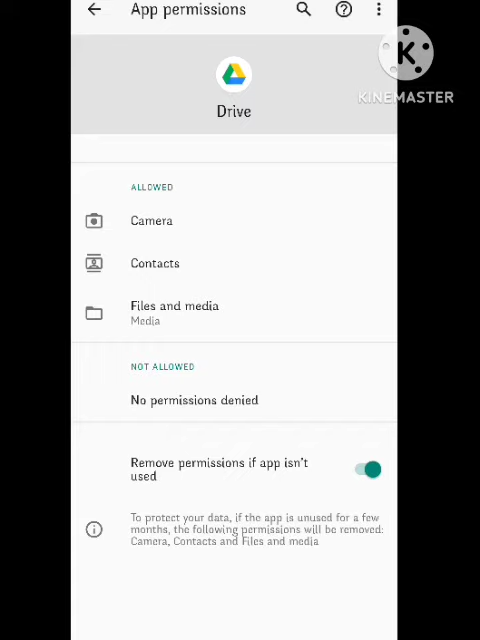 App permissions
KINEMASTER
Drive
ALLOWED
Camera
Contacts
Files and media
Media
NOT ALLOWED
No permissions denied
Remove permissions if app isn't
used
To protect your data, if the app is unused for a few
months, the following permissions will be removed:
Camera, Contacts and Files and media